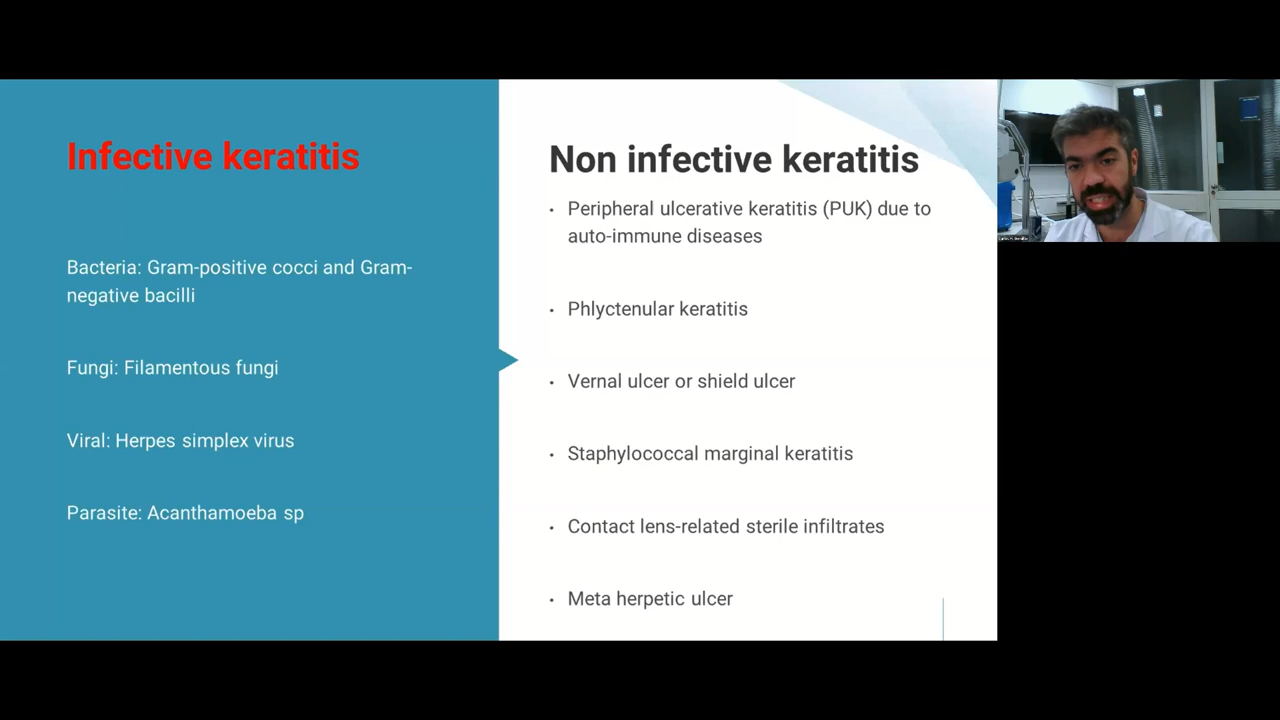 Infective keratitis
Bacteria: Gram-positive cocci and Gram-
negative bacilli
Fungi: Filamentous fungi
Viral: Herpes simplex virus
Parasite: Acanthamoeba sp
Non infective keratitis
• Peripheral ulcerative keratitis (PUK) due to
auto-immune diseases
• Phlyctenular keratitis
• Vernal ulcer or shield ulcer
• Staphylococcal marginal keratitis
• Contact lens-related sterile infiltrates
• Meta herpetic ulcer